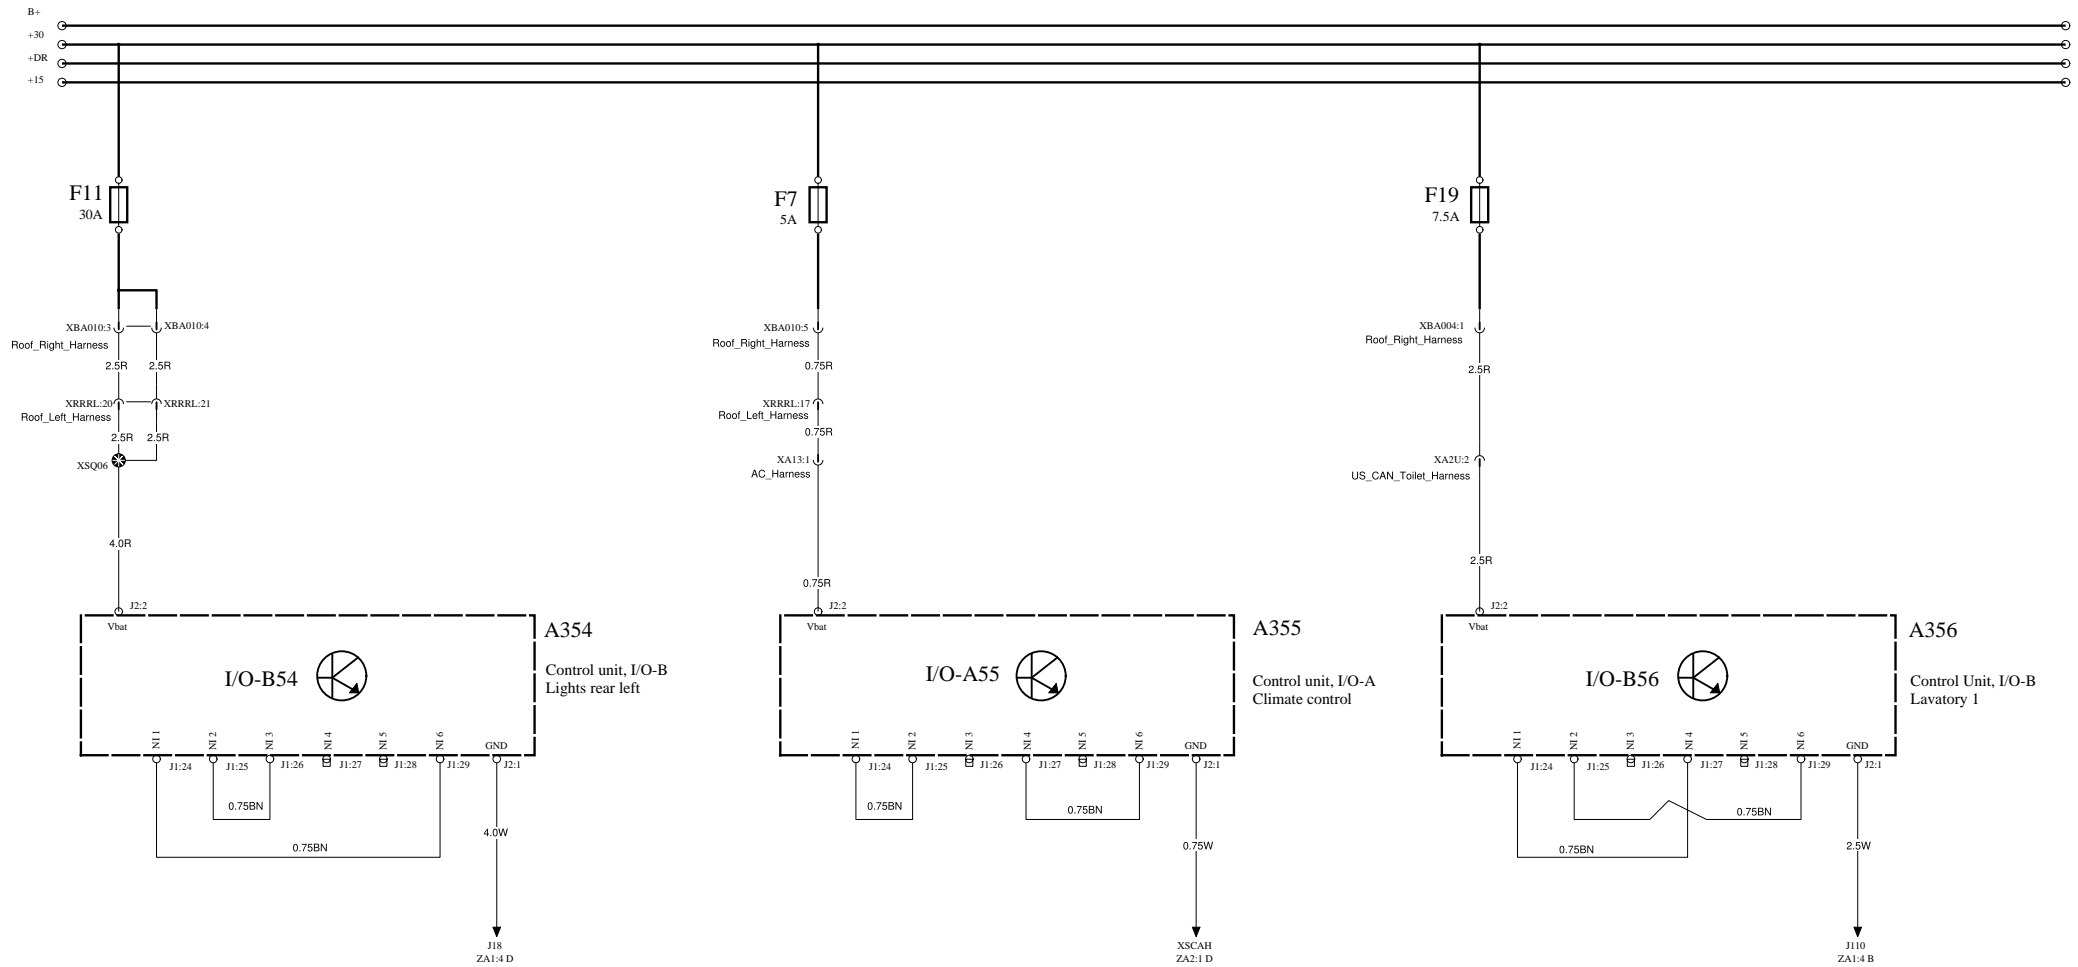 B+
+30
+DR
+15
F11
30A
F7
5A
F19
7.5A
XBA010:3
XBA010:4
Roof_Right_Harness
2.5R
2.5R
XRRRL:20
XRRRL:21
Roof_Left_Harness
2.5R
2.5R
XSQ06
4.0R
J2:2
Vbat
A354
I/O-B54
Control unit, I/O-B
Lights rear left
NI 1
NI 2
NI 3
NI 4
NI 5
NI 6
GND
J1:24
J1:25
J1:26
J1:27
J1:28
J1:29
J2:1
0.75BN
0.75BN
4.0W
J18
ZA1:4 D
XBA010:5
Roof_Right_Harness
0.75R
XRRRL:17
Roof_Left_Harness
0.75R
XA13:1
AC_Harness
0.75R
J2:2
Vbat
A355
I/O-A55
Control unit, I/O-A
Climate control
NI 1
NI 2
NI 3
NI 4
NI 5
NI 6
GND
J1:24
J1:25
J1:26
J1:27
J1:28
J1:29
J2:1
0.75BN
0.75BN
0.75W
XSCAH
ZA2:1 D
XBA004:1
Roof_Right_Harness
2.5R
XA2U:2
US_CAN_Toilet_Harness
2.5R
J2:2
Vbat
A356
I/O-B56
Control Unit, I/O-B
Lavatory 1
NI 1
NI 2
NI 3
NI 4
NI 5
NI 6
GND
J1:24
J1:25
J1:26
J1:27
J1:28
J1:29
J2:1
0.75BN
0.75BN
2.5W
J110
ZA1:4 B